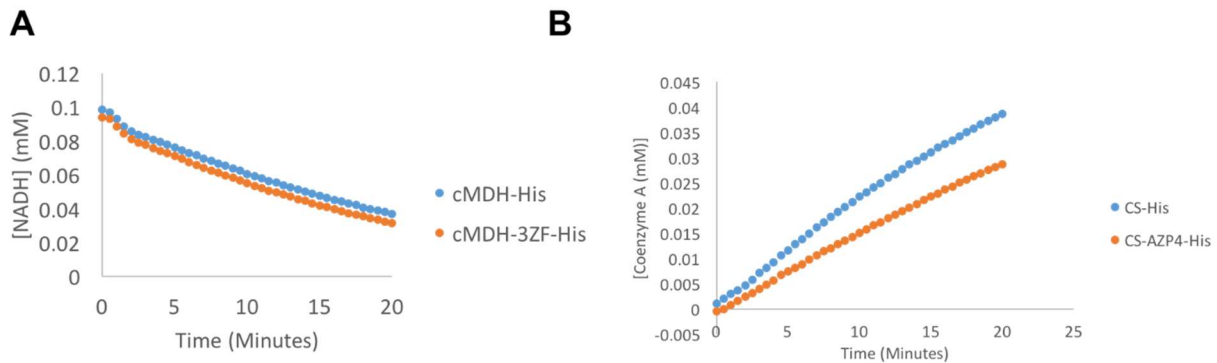 A
[NADH] (mM)
0.12
0.1
0.08
0.06
0.04
0.02
0
0 5 10 15 20
Time (Minutes)
cMDH-His
cMDH-3ZF-His
B
[Coenzyme A (mM)]
0.045
0.04
0.035
0.03
0.025
0.02
0.015
0.01
0.005
0
-0.005
0 5 10 15 20 25
Time (Minutes)
CS-His
CS-AZP4-His